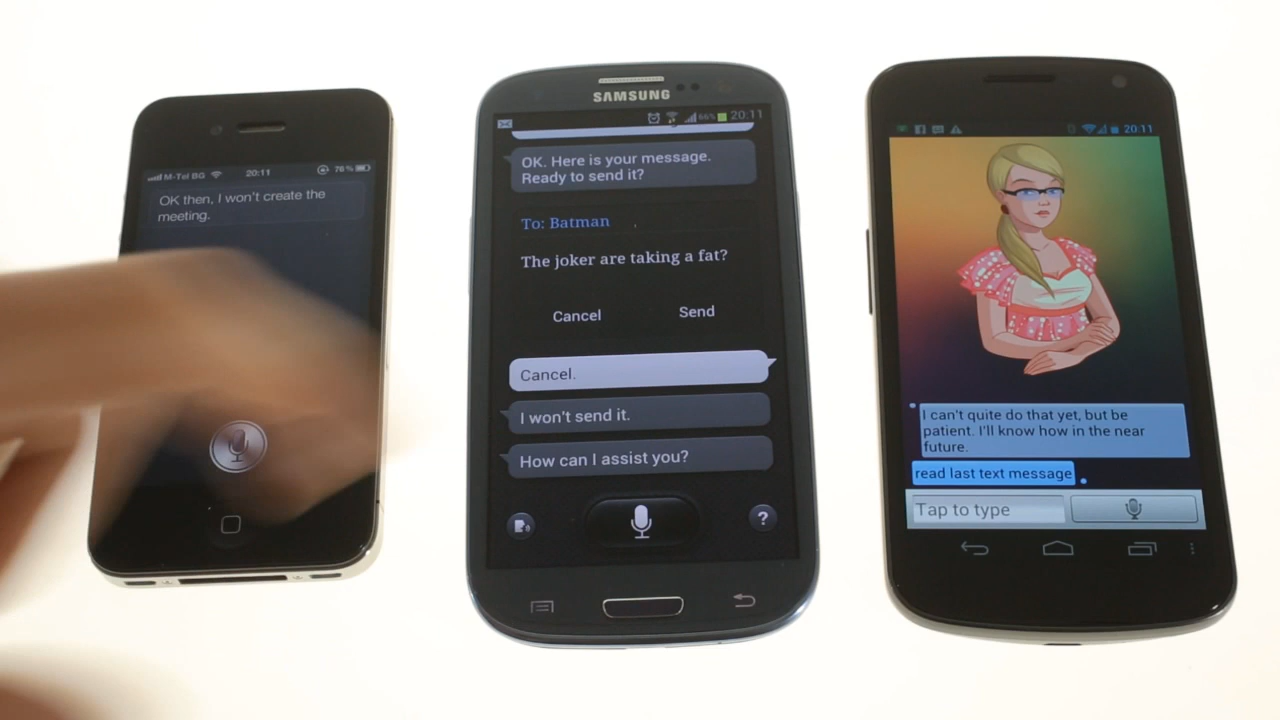 M-Tel BG 20:11 76%
OK then, I won't create the
meeting.
SAMSUNG
66% 20:11
OK. Here is your message.
Ready to send it?
To: Batman
The joker are taking a fat?
Cancel Send
Cancel.
I won't send it.
How can I assist you?
?
20:11
I can't quite do that yet, but be
patient. I'll know how in the near
future.
read last text message
Tap to type